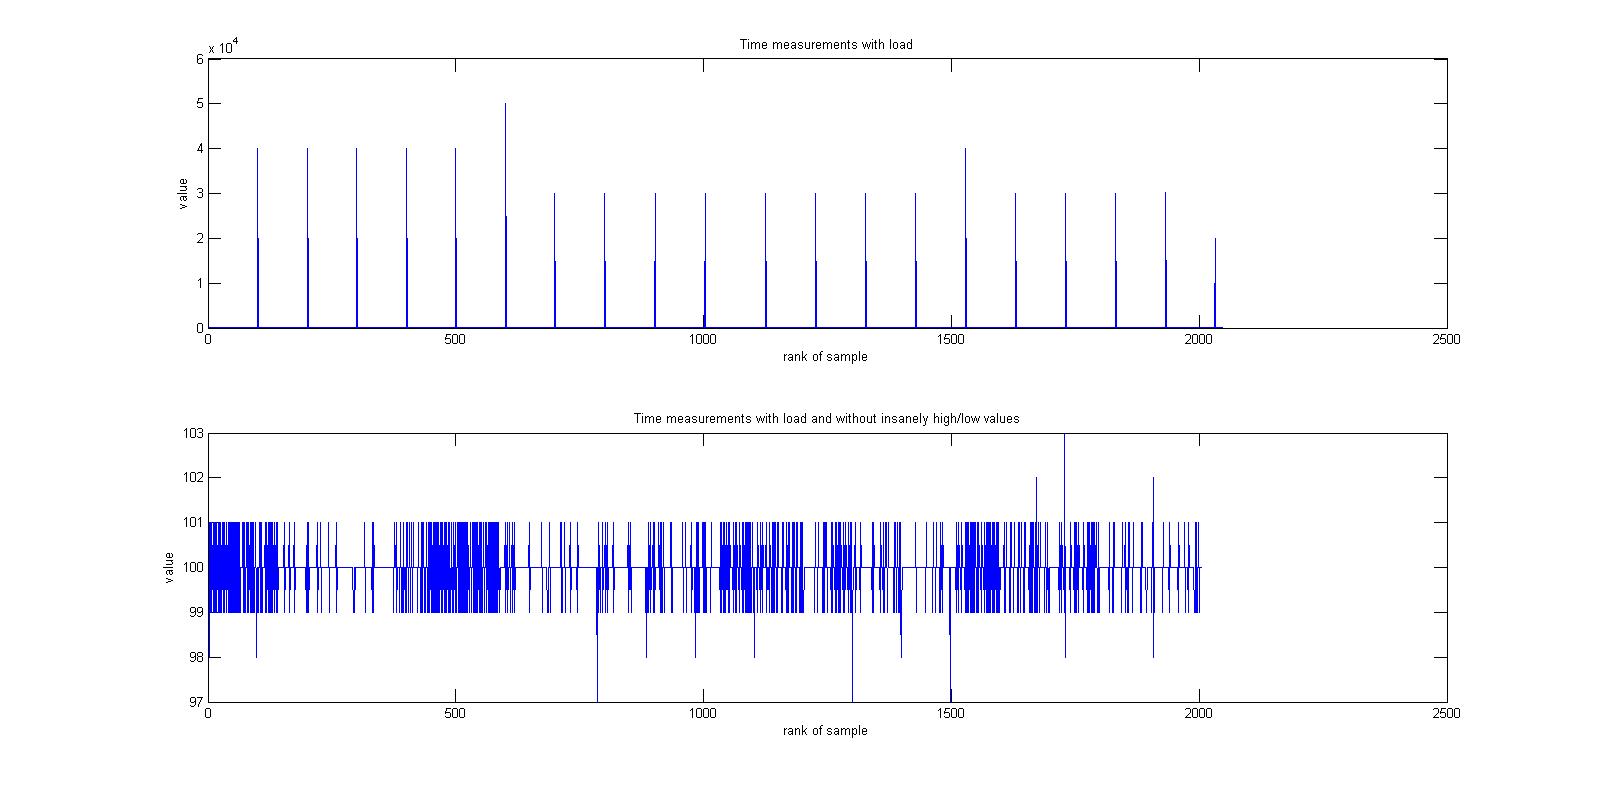 Time measurements with load
x 10^4
6
5
4
3
2
1
0
value
0 500 1000 1500 2000 2500
rank of sample
Time measurements with load and without insanely high/low values
103
102
101
100
99
98
97
value
0 500 1000 1500 2000 2500
rank of sample